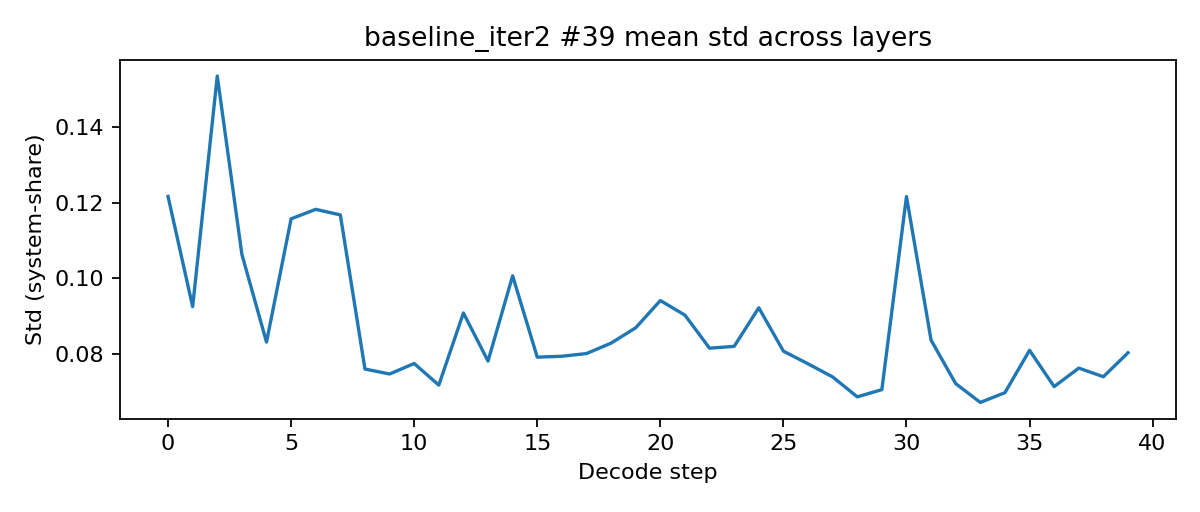 baseline_iter2 #39 mean std across layers
Std (system-share)
0.14
0.12
0.10
0.08
0 5 10 15 20 25 30 35 40
Decode step